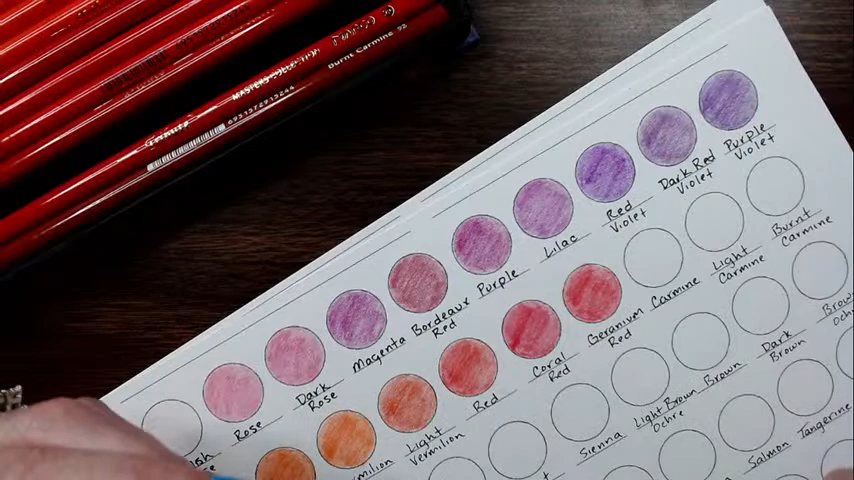 MASTERS COLLECTION
Burnt Carmine 92
6931572915244
Rose
Dark
Rose
Magenta
Bordeaux
Red
Purple
Lilac
Red
Violet
Dark Red
Violet
Purple
Violet
Light
Vermilion
Red
Coral
Red
Geranium
Red
Carmine
Light
Carmine
Burnt
Carmine
Sienna
Light Brown
Ochre
Brown
Dark
Brown
Salmon
Tangerine